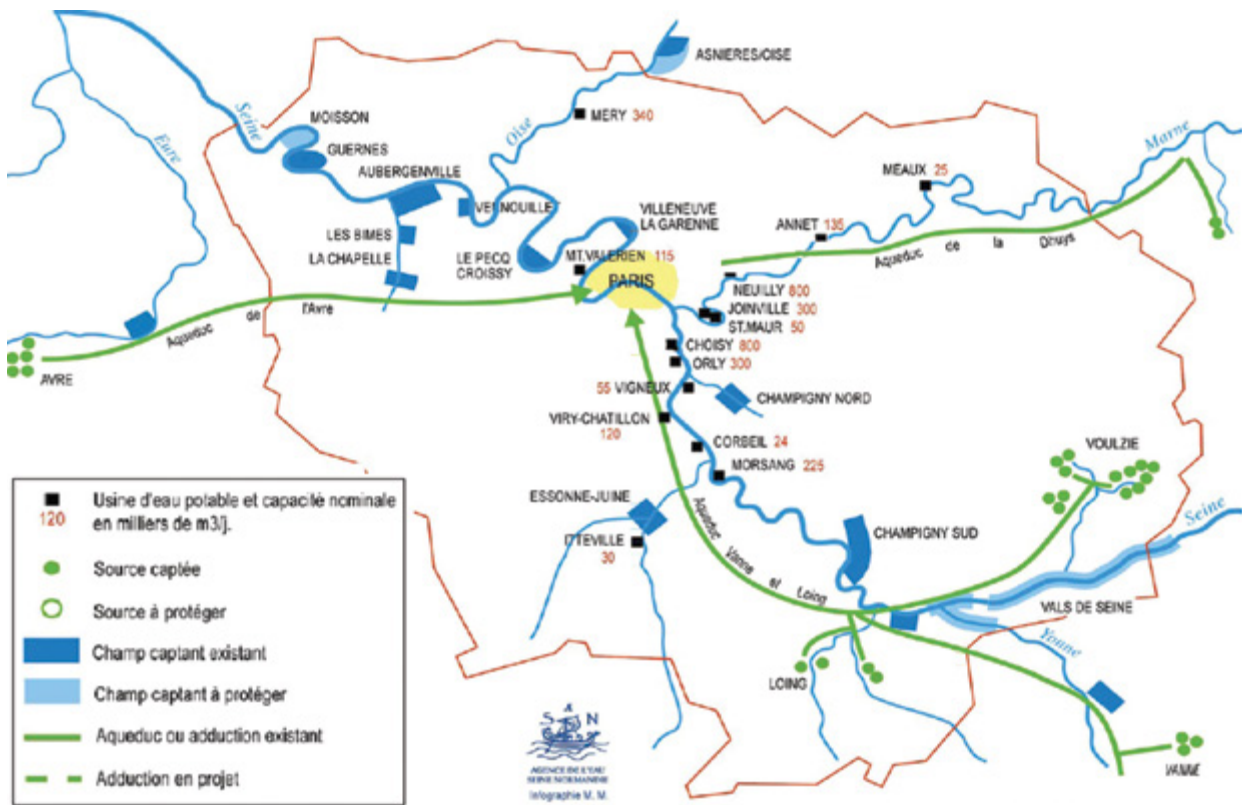 ASNIERES/OISE
MOISSON
Seine
GUERNES
Oise
MERY 340
Eure
AUBERGENVILLE
Marne
MEAUX 25
VERNOUILLET
VILLENEUVE
LA GARENNE
ANNET 135
LES BIMES
LA CHAPELLE
LE PECQ
CROISSY
MT.VALERIEN 115
PARIS
Aqueduc de la Dhuys
NEUILLY 800
JOINVILLE 300
ST.MAUR 50
Aqueduc de l'Avre
AVRE
CHOISY 800
ORLY 300
55 VIGNEUX
CHAMPIGNY NORD
VIRY-CHATILLON
120
CORBEIL 24
MORSANG 225
VOULZIE
ESSONNE-JUINE
ITTEVILLE
30
Aqueduc Vanne et Loing
CHAMPIGNY SUD
Seine
VALS DE SEINE
Yonne
LOING
VANNE
120
Usine d'eau potable et capacité nominale
en milliers de m3/j.
Source captée
Source à protéger
Champ captant existant
Champ captant à protéger
Aqueduc ou adduction existant
Adduction en projet
S N
AGENCE DE L'EAU
SEINE NORMANDIE
Infographie M. M.